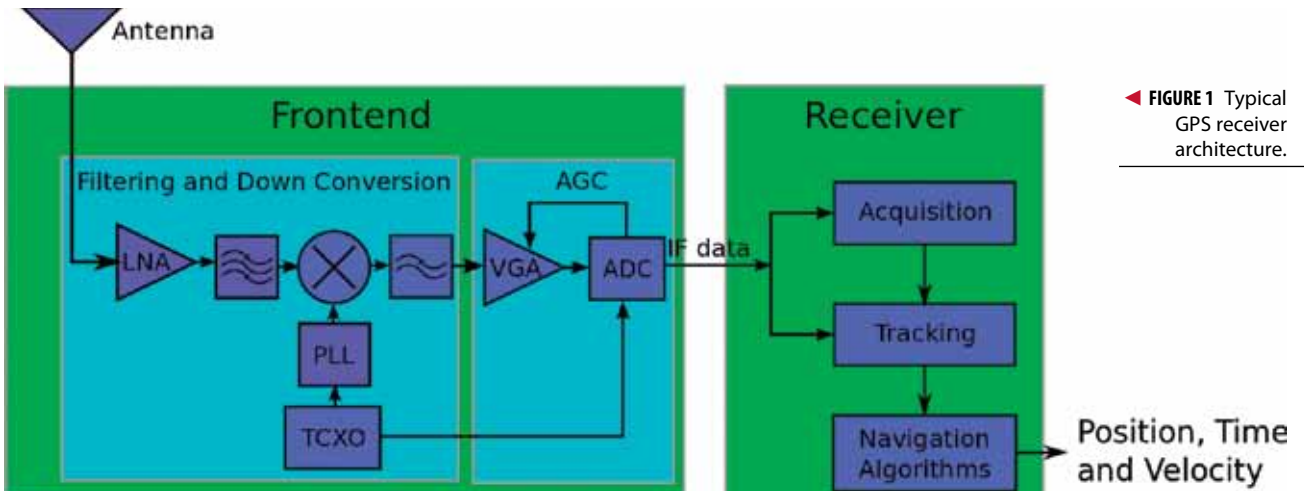 Antenna
Frontend
Receiver
◀ FIGURE 1 Typical
GPS receiver
architecture.
Filtering and Down Conversion
AGC
LNA
VGA
ADC
IF data
PLL
TCXO
Acquisition
Tracking
Navigation
Algorithms
Position, Time
and Velocity